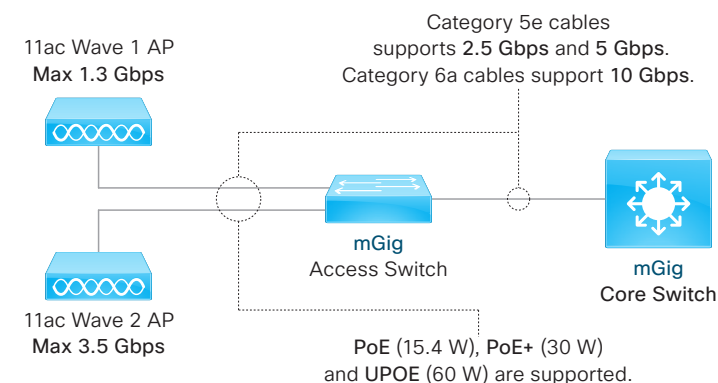 Category 5e cables
supports 2.5 Gbps and 5 Gbps.
Category 6a cables support 10 Gbps.
11ac Wave 1 AP
Max 1.3 Gbps
mGig
Access Switch
mGig
Core Switch
11ac Wave 2 AP
Max 3.5 Gbps
PoE (15.4 W), PoE+ (30 W)
and UPOE (60 W) are supported.